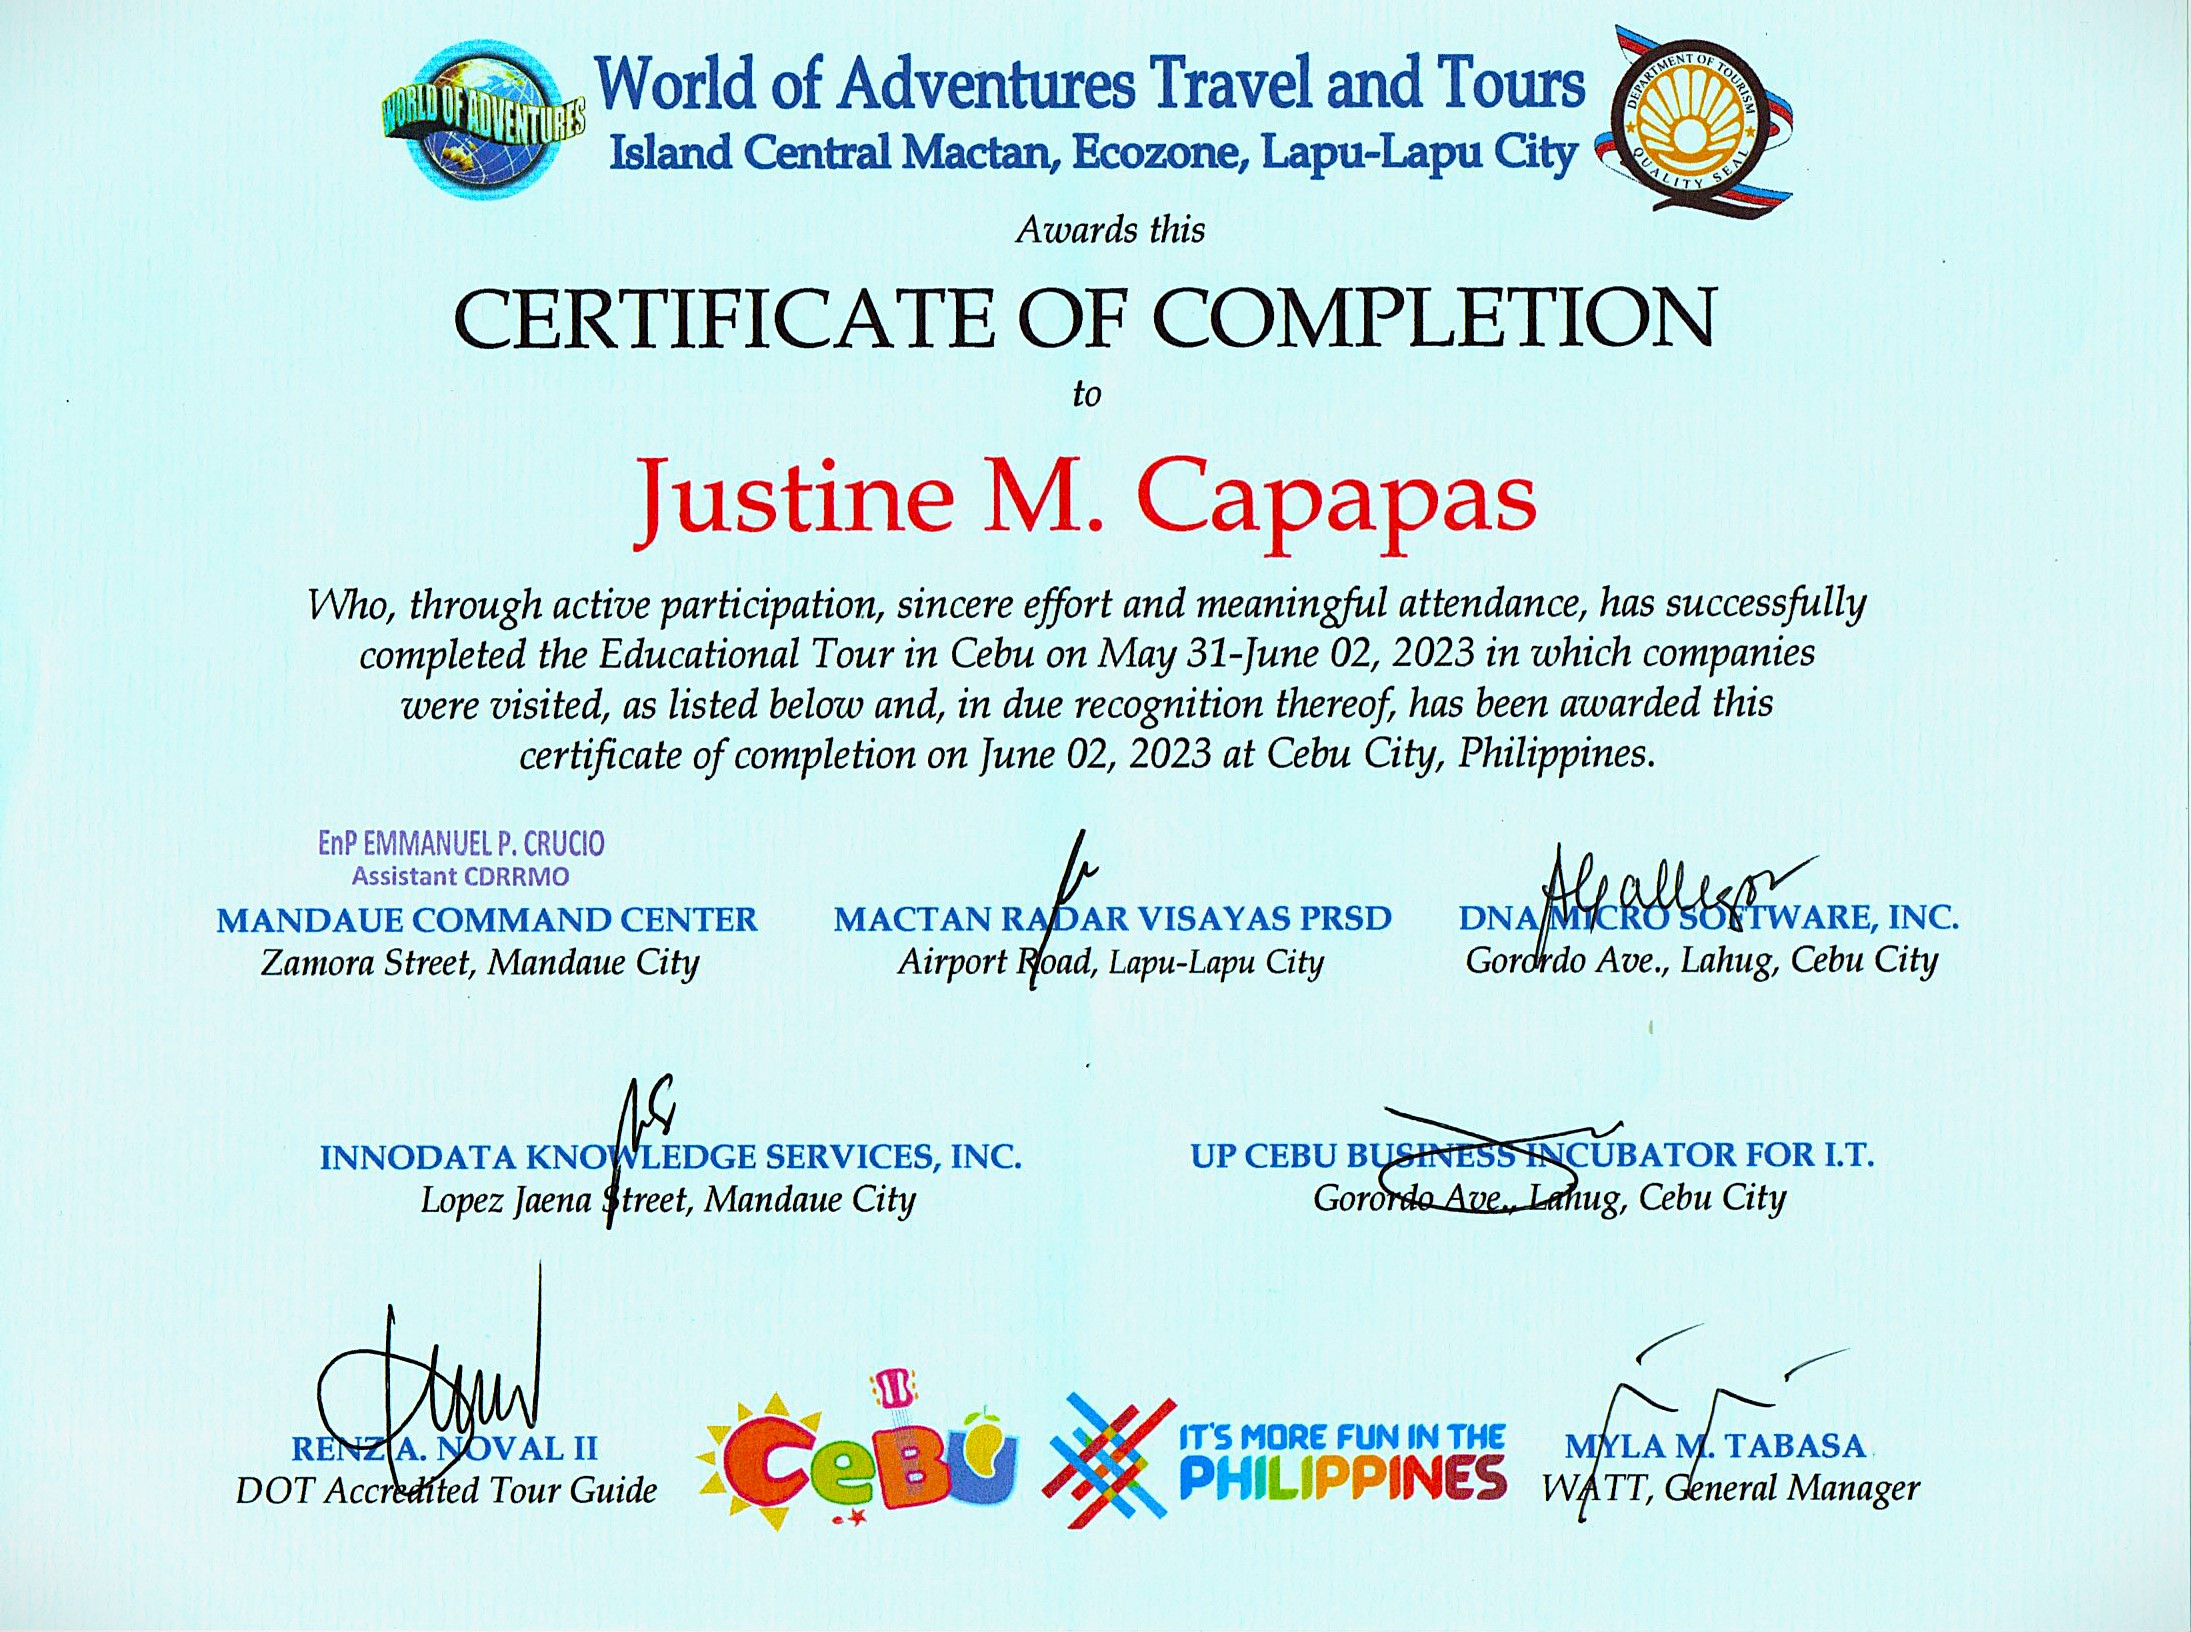 WORLD OF ADVENTURES
World of Adventures Travel and Tours
Island Central Mactan, Ecozone, Lapu-Lapu City
DEPARTMENT OF TOURISM
QUALITY SEAL
Awards this
CERTIFICATE OF COMPLETION
to
Justine M. Capapas
Who, through active participation, sincere effort and meaningful attendance, has successfully
completed the Educational Tour in Cebu on May 31-June 02, 2023 in which companies
were visited, as listed below and, in due recognition thereof, has been awarded this
certificate of completion on June 02, 2023 at Cebu City, Philippines.
EnP EMMANUEL P. CRUCIO
Assistant CDRRMO
MANDAUE COMMAND CENTER
Zamora Street, Mandaue City
MACTAN RADAR VISAYAS PRSD
Airport Road, Lapu-Lapu City
DNA MICRO SOFTWARE, INC.
Gorordo Ave., Lahug, Cebu City
INNODATA KNOWLEDGE SERVICES, INC.
Lopez Jaena Street, Mandaue City
UP CEBU BUSINESS INCUBATOR FOR I.T.
Gorordo Ave., Lahug, Cebu City
RENZ A. NOVAL II
DOT Accredited Tour Guide
CeBU
IT'S MORE FUN IN THE
PHILIPPINES
MYLA M. TABASA
WATT, General Manager